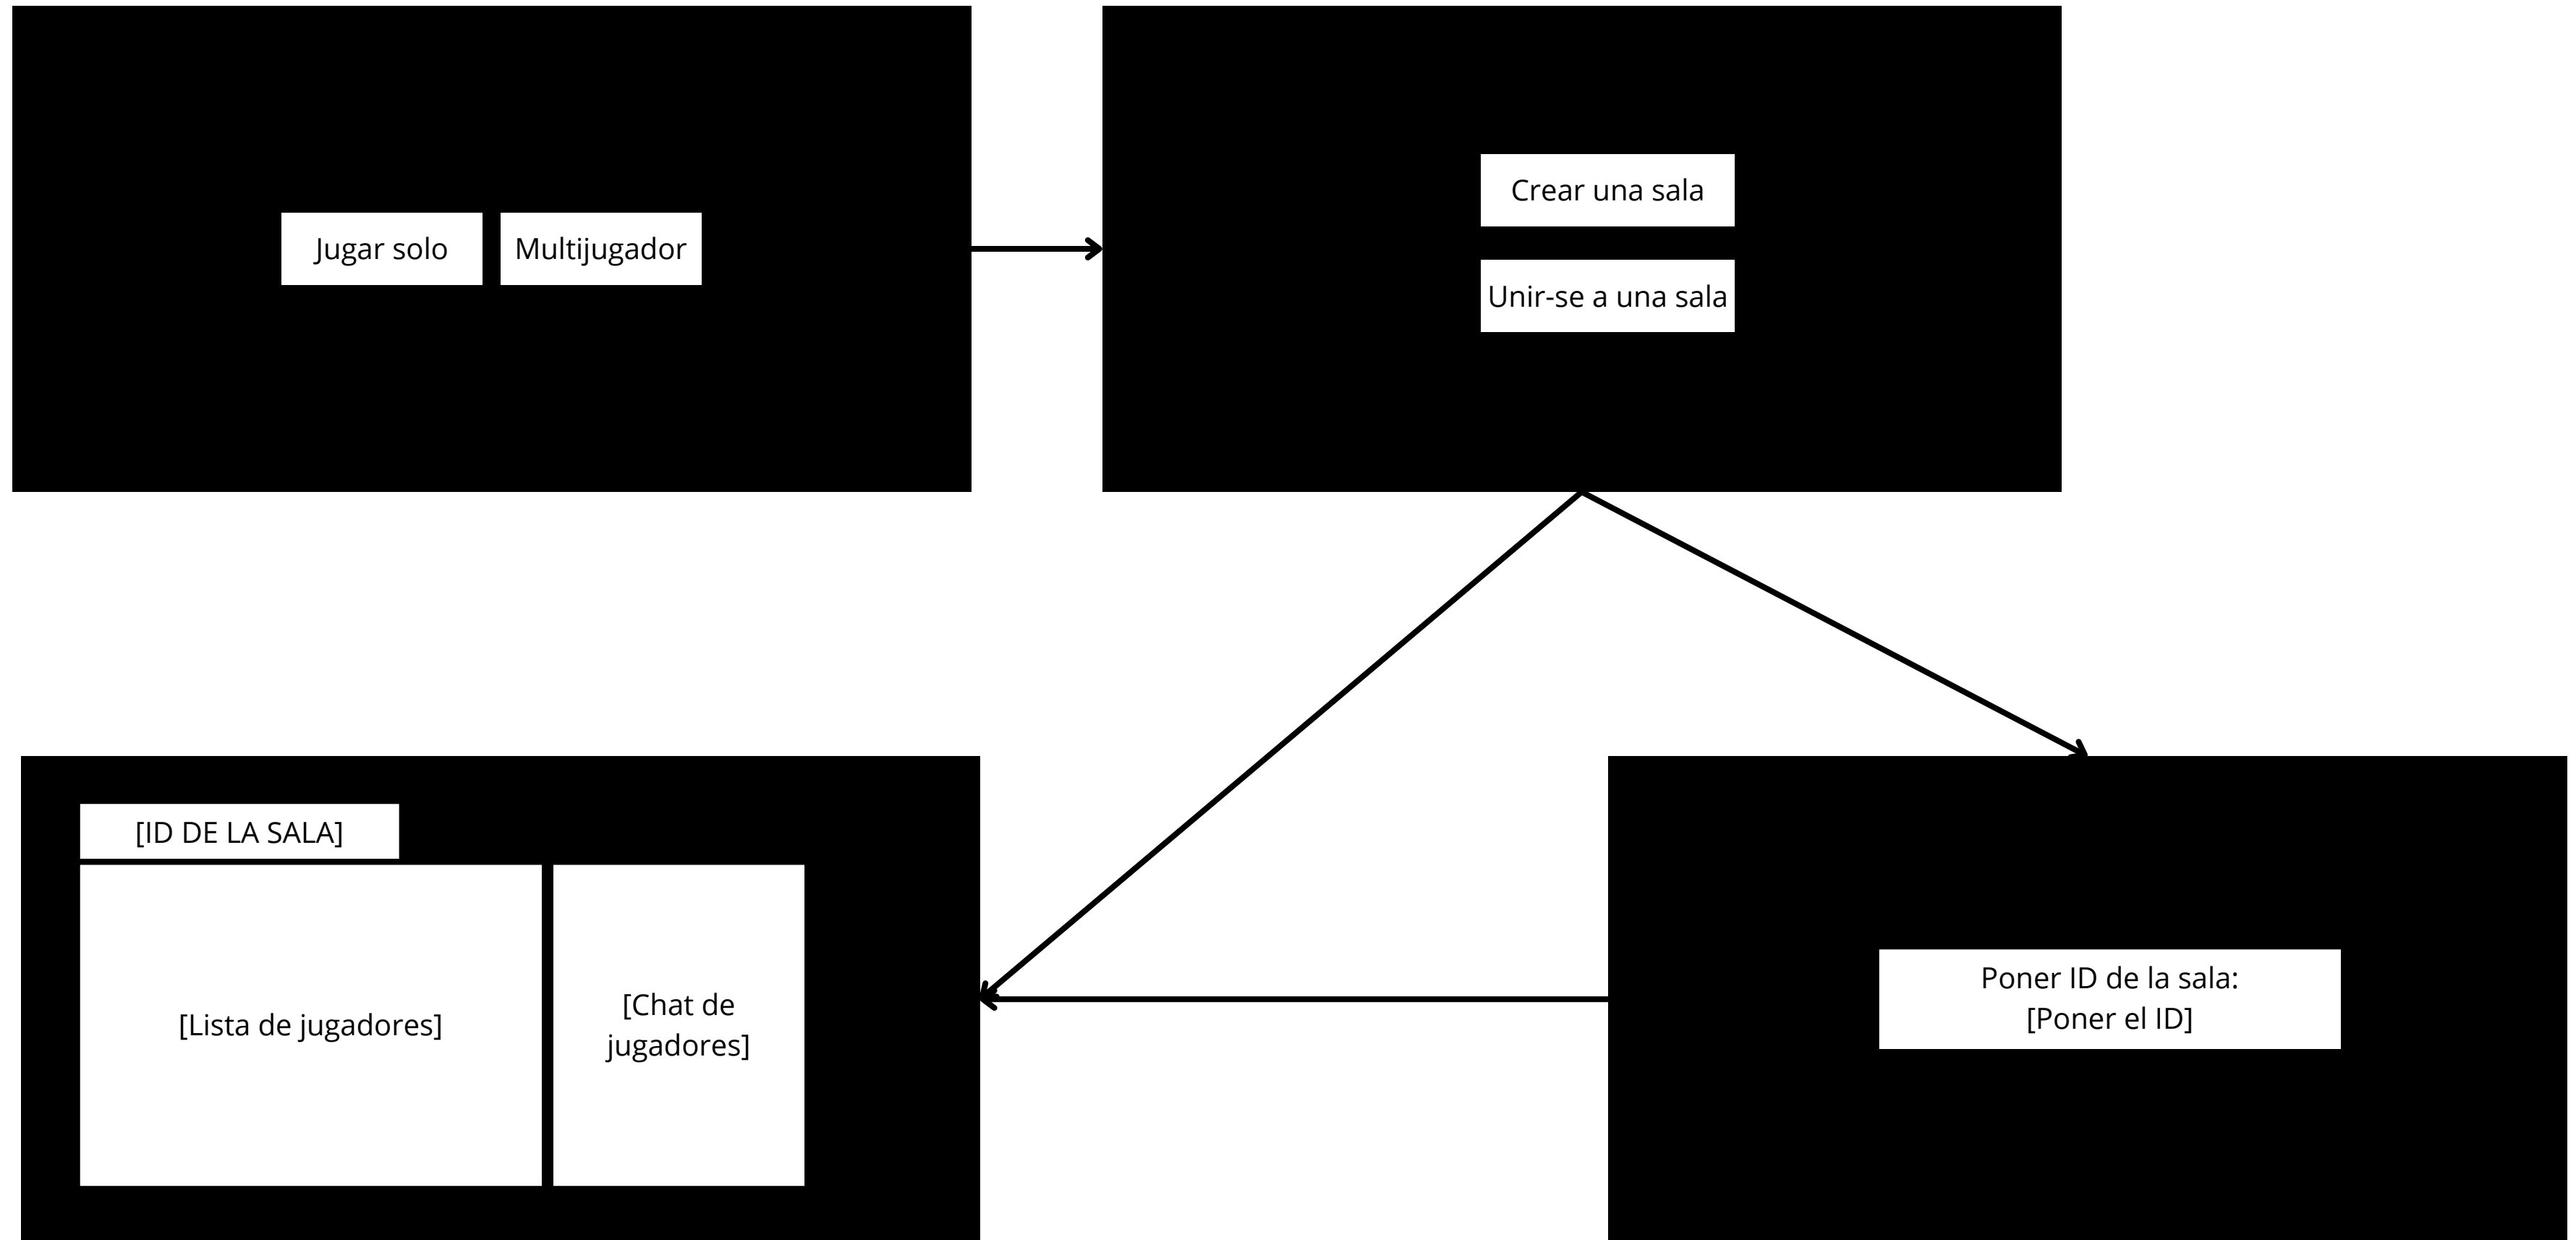 Jugar solo
Multijugador
Crear una sala
Unir-se a una sala
[ID DE LA SALA]
[Lista de jugadores]
[Chat de
jugadores]
Poner ID de la sala:
[Poner el ID]